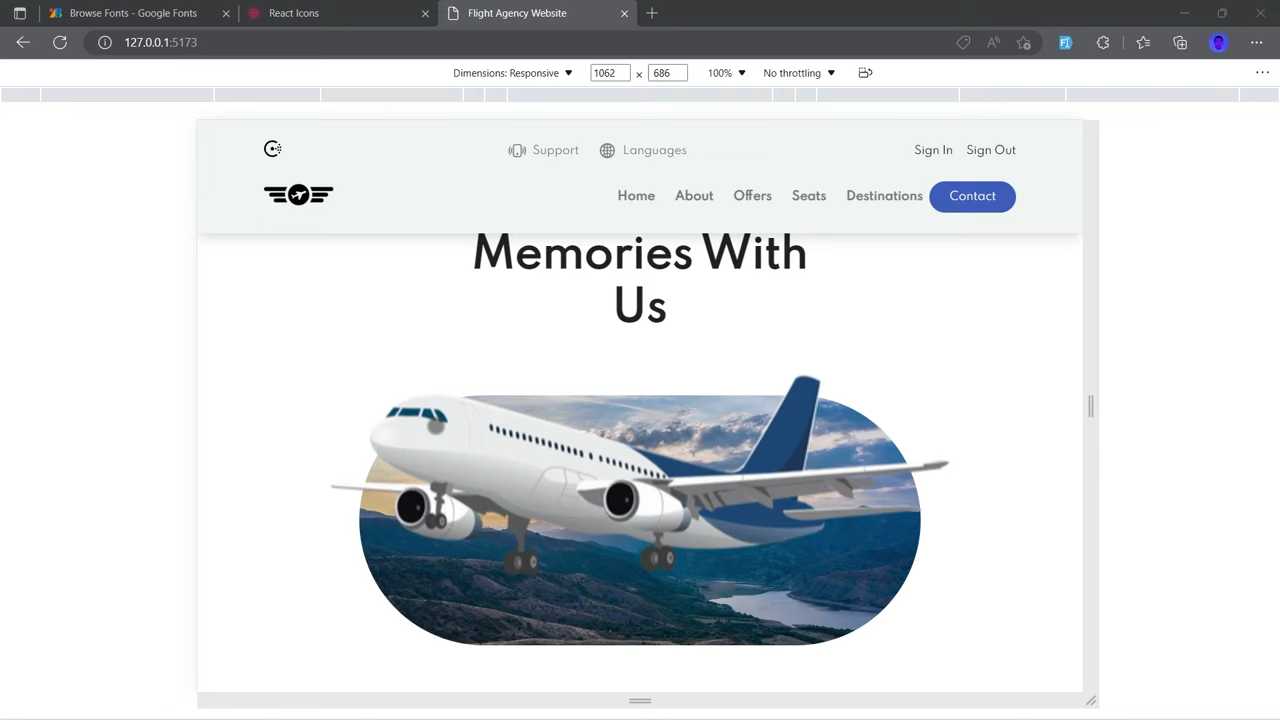 Browse Fonts - Google Fonts
React Icons
Flight Agency Website
127.0.0.1:5173
Dimensions: Responsive 1062 × 686 100% No throttling
Support Languages Sign In Sign Out
Home About Offers Seats Destinations Contact
Memories With
Us